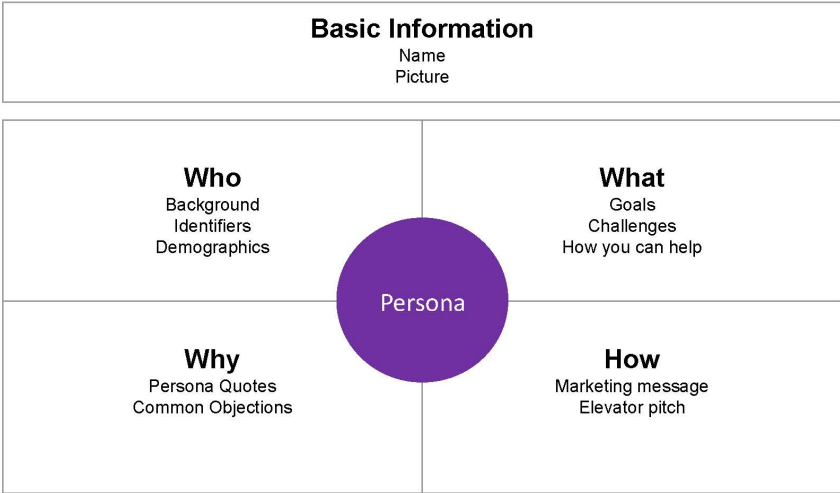 Basic Information
Name
Picture
Who
Background
Identifiers
Demographics
What
Goals
Challenges
How you can help
Persona
Why
Persona Quotes
Common Objections
How
Marketing message
Elevator pitch